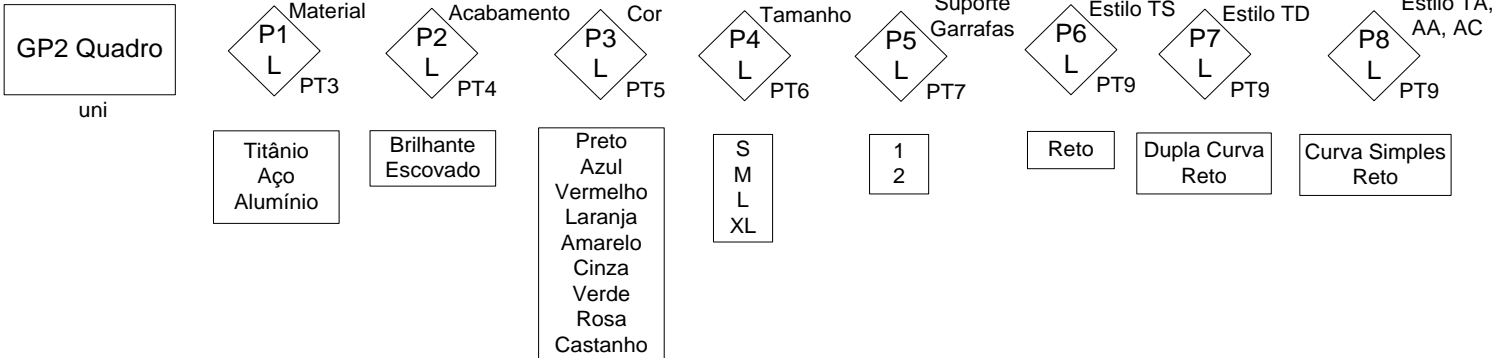 GP2 Quadro
uni
Material
P1
L
PT3
Titânio
Aço
Alumínio
Acabamento
P2
L
PT4
Brilhante
Escovado
Cor
P3
L
PT5
Preto
Azul
Vermelho
Laranja
Amarelo
Cinza
Verde
Rosa
Castanho
Tamanho
P4
L
PT6
S
M
L
XL
Suporte
Garrafas
P5
L
PT7
1
2
Estilo TS
P6
L
PT9
Reto
Estilo TD
P7
L
PT9
Dupla Curva
Reto
Estilo TA,
AA, AC
P8
L
PT9
Curva Simples
Reto